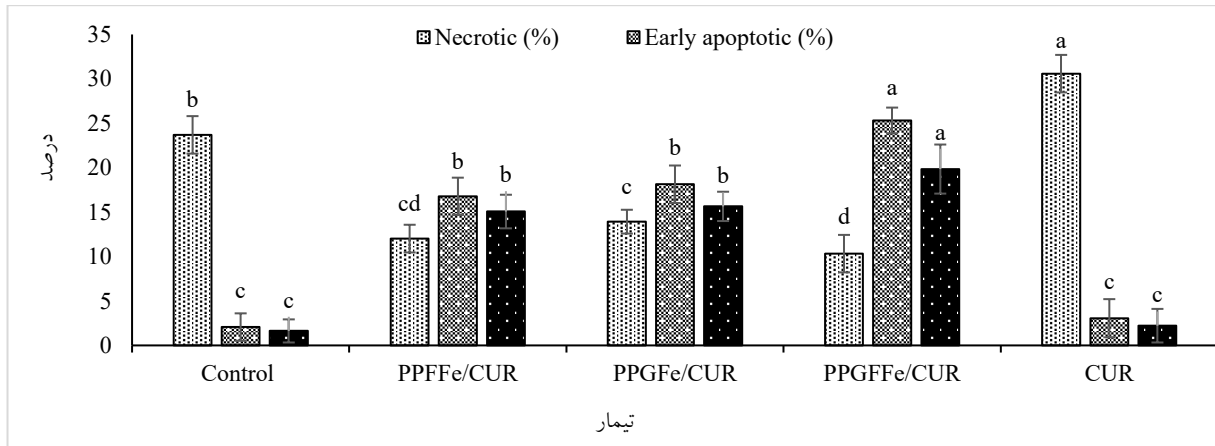 Necrotic (%) Early apoptotic (%)
35
30
25
20
15
10
5
0
درصد
b c c
cd b b
c b b
d a a
a c c
Control PPFFe/CUR PPGFe/CUR PPGFFe/CUR CUR
تیمار